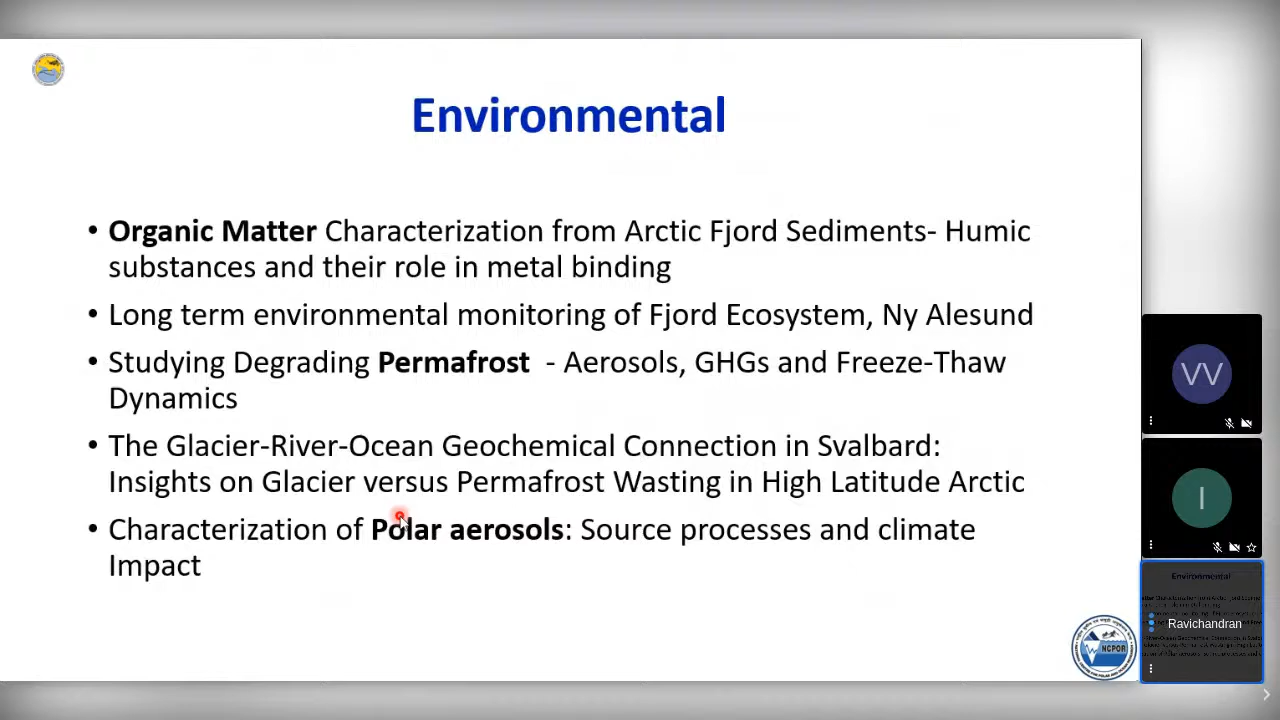 Environmental
• Organic Matter Characterization from Arctic Fjord Sediments- Humic
substances and their role in metal binding
• Long term environmental monitoring of Fjord Ecosystem, Ny Alesund
• Studying Degrading Permafrost - Aerosols, GHGs and Freeze-Thaw
Dynamics
• The Glacier-River-Ocean Geochemical Connection in Svalbard:
Insights on Glacier versus Permafrost Wasting in High Latitude Arctic
• Characterization of Polar aerosols: Source processes and climate
Impact
NCPOR
VV
I
Environmental
Ravichandran